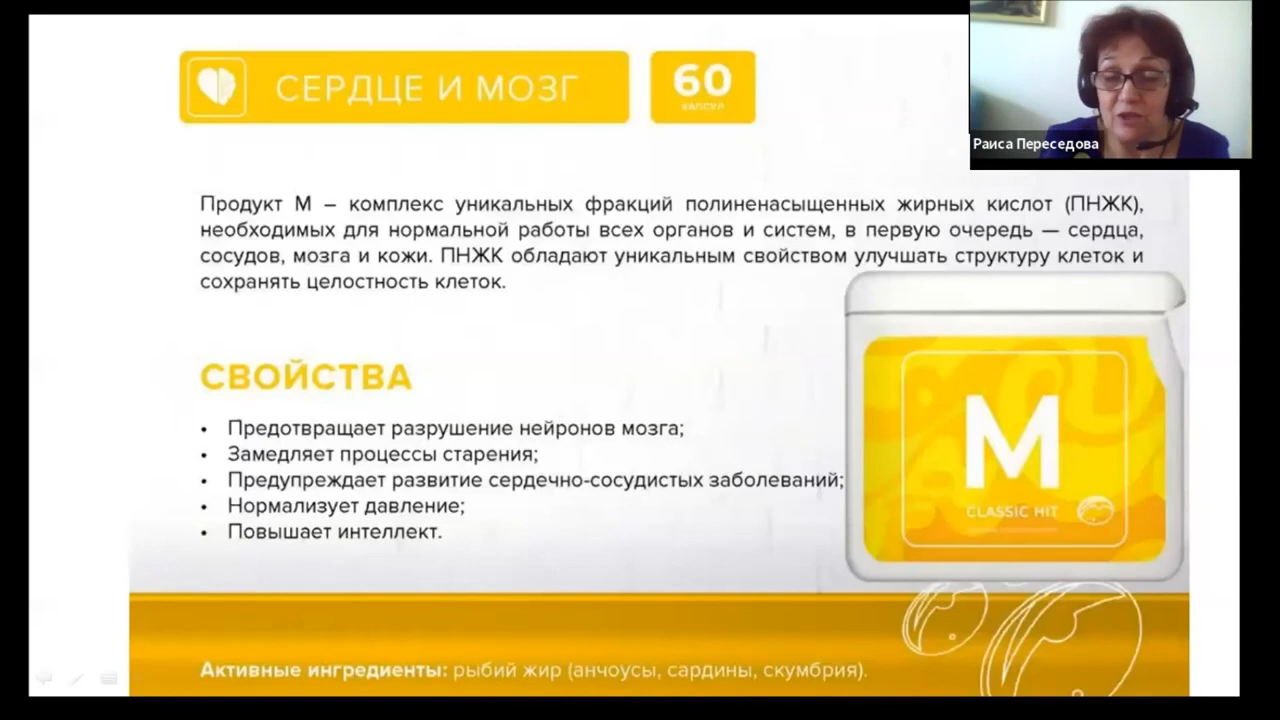 СЕРДЦЕ И МОЗГ
60
КАПСУЛ
Раиса Переседова
Продукт М – комплекс уникальных фракций полиненасыщенных жирных кислот (ПНЖК),
необходимых для нормальной работы всех органов и систем, в первую очередь — сердца,
сосудов, мозга и кожи. ПНЖК обладают уникальным свойством улучшать структуру клеток и
сохранять целостность клеток.
СВОЙСТВА
• Предотвращает разрушение нейронов мозга;
• Замедляет процессы старения;
• Предупреждает развитие сердечно-сосудистых заболеваний;
• Нормализует давление;
• Повышает интеллект.
M
CLASSIC HIT
Активные ингредиенты: рыбий жир (анчоусы, сардины, скумбрия).